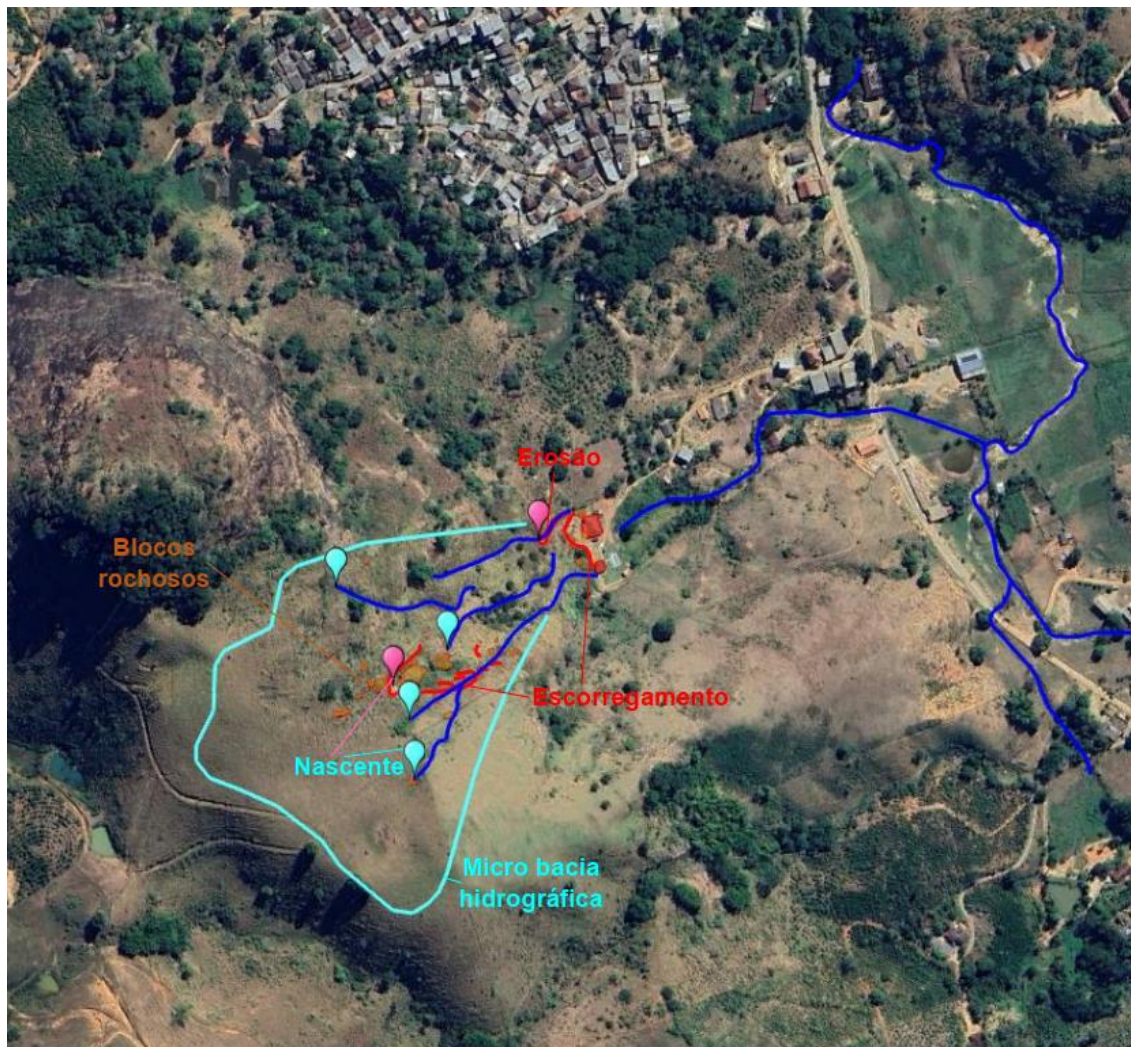 Erosão
Blocos
rochosos
Escorregamento
Nascente
Micro bacia
hidrográfica